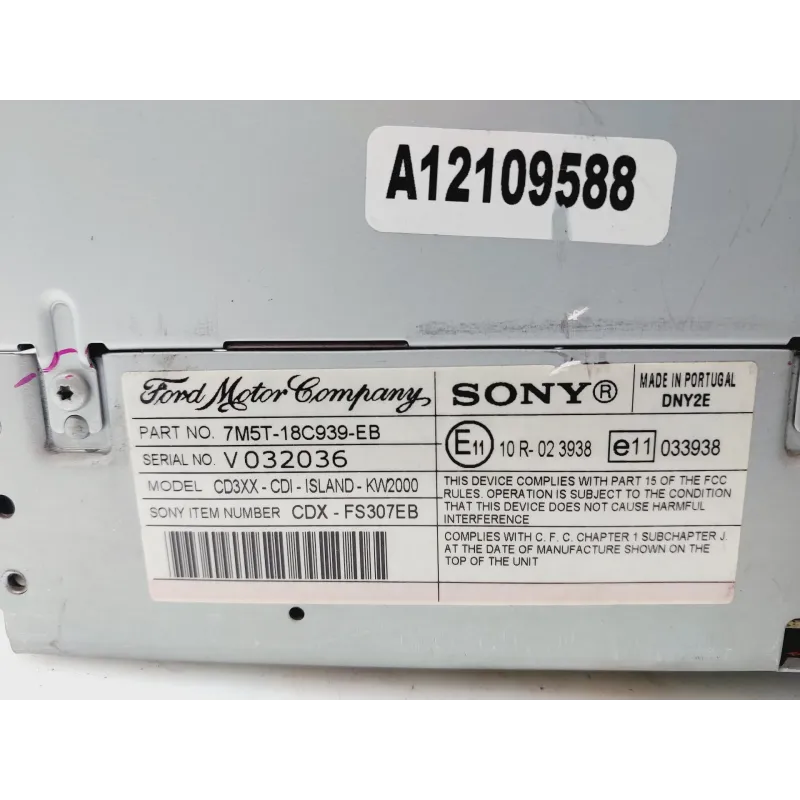 A12109588
Ford Motor Company
SONY®
MADE IN PORTUGAL
DNY2E
PART NO. 7M5T-18C939-EB
SERIAL NO. V 032036
MODEL CD3XX - CDI - ISLAND - KW2000
SONY ITEM NUMBER CDX - FS307EB
E11 10 R- 02 3938 e11 033938
THIS DEVICE COMPLIES WITH PART 15 OF THE FCC
RULES. OPERATION IS SUBJECT TO THE CONDITION
THAT THIS DEVICE DOES NOT CAUSE HARMFUL
INTERFERENCE
COMPLIES WITH C. F. C. CHAPTER 1 SUBCHAPTER J.
AT THE DATE OF MANUFACTURE SHOWN ON THE
TOP OF THE UNIT